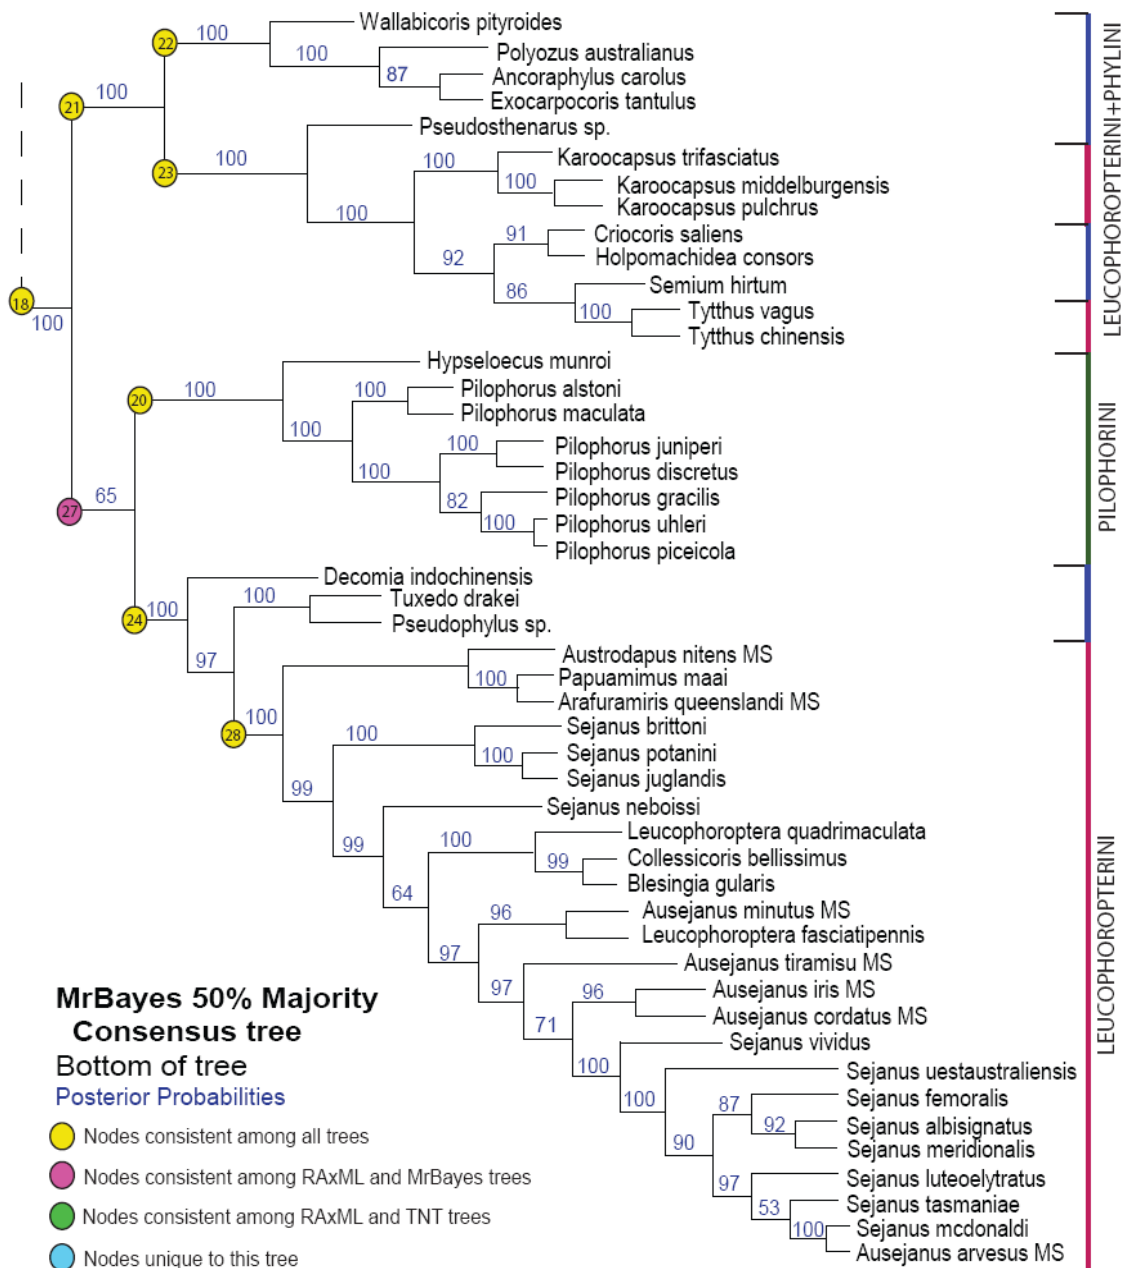 Wallabicoris pityroides
22
100
Polyozus australianus
100
87
Ancoraphylus carolus
Exocarpocoris tantulus
21
100
Pseudosthenarus sp.
23
100
100
Karoocapsus trifasciatus
100
Karoocapsus middelburgensis
Karoocapsus pulchrus
100
91
Criocoris saliens
Holpomachidea consors
92
86
Semium hirtum
100
Tytthus vagus
Tytthus chinensis
18
100
LEUCOPHOROPTERINI+PHYLINI
Hypseloecus munroi
20
100
100
Pilophorus alstoni
Pilophorus maculata
100
100
Pilophorus juniperi
Pilophorus discretus
100
82
Pilophorus gracilis
100
Pilophorus uhleri
Pilophorus piceicola
PILOPHORINI
27
65
Decomia indochinensis
100
Tuxedo drakei
Pseudophylus sp.
24
100
97
Austrodapus nitens MS
100
Papuamimus maai
Arafuramiris queenslandi MS
28
100
100
Sejanus brittoni
100
Sejanus potanini
Sejanus juglandis
99
Sejanus neboissi
99
100
Leucophoroptera quadrimaculata
99
Collessicoris bellissimus
Blesingia gularis
64
96
Ausejanus minutus MS
Leucophoroptera fasciatipennis
97
Ausejanus tiramisu MS
97
96
Ausejanus iris MS
Ausejanus cordatus MS
71
Sejanus vividus
100
Sejanus uestaustraliensis
100
87
Sejanus femoralis
92
Sejanus albisignatus
Sejanus meridionalis
90
97
Sejanus luteoelytratus
53
Sejanus tasmaniae
100
Sejanus mcdonaldi
Ausejanus arvesus MS
LEUCOPHOROPTERINI
MrBayes 50% Majority
Consensus tree
Bottom of tree
Posterior Probabilities
Nodes consistent among all trees
Nodes consistent among RAxML and MrBayes trees
Nodes consistent among RAxML and TNT trees
Nodes unique to this tree